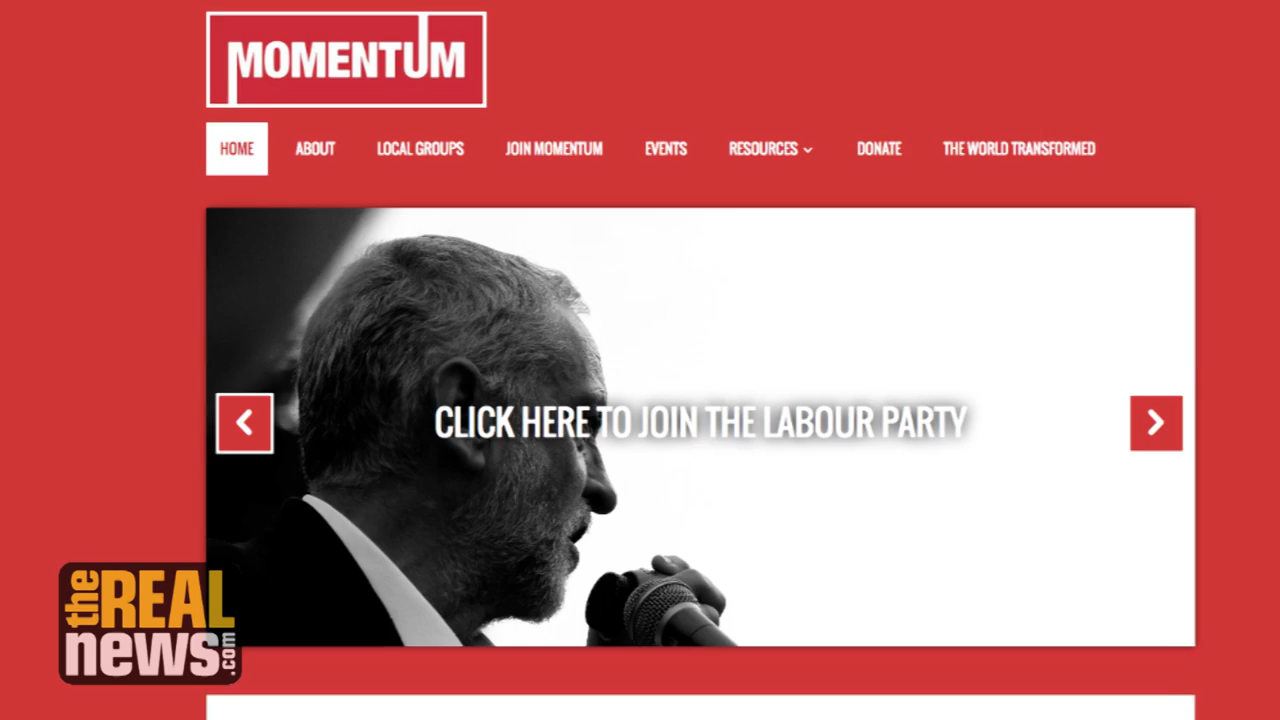 MOMENTUM
HOME ABOUT LOCAL GROUPS JOIN MOMENTUM EVENTS RESOURCES DONATE THE WORLD TRANSFORMED
CLICK HERE TO JOIN THE LABOUR PARTY
the REAL
news.com